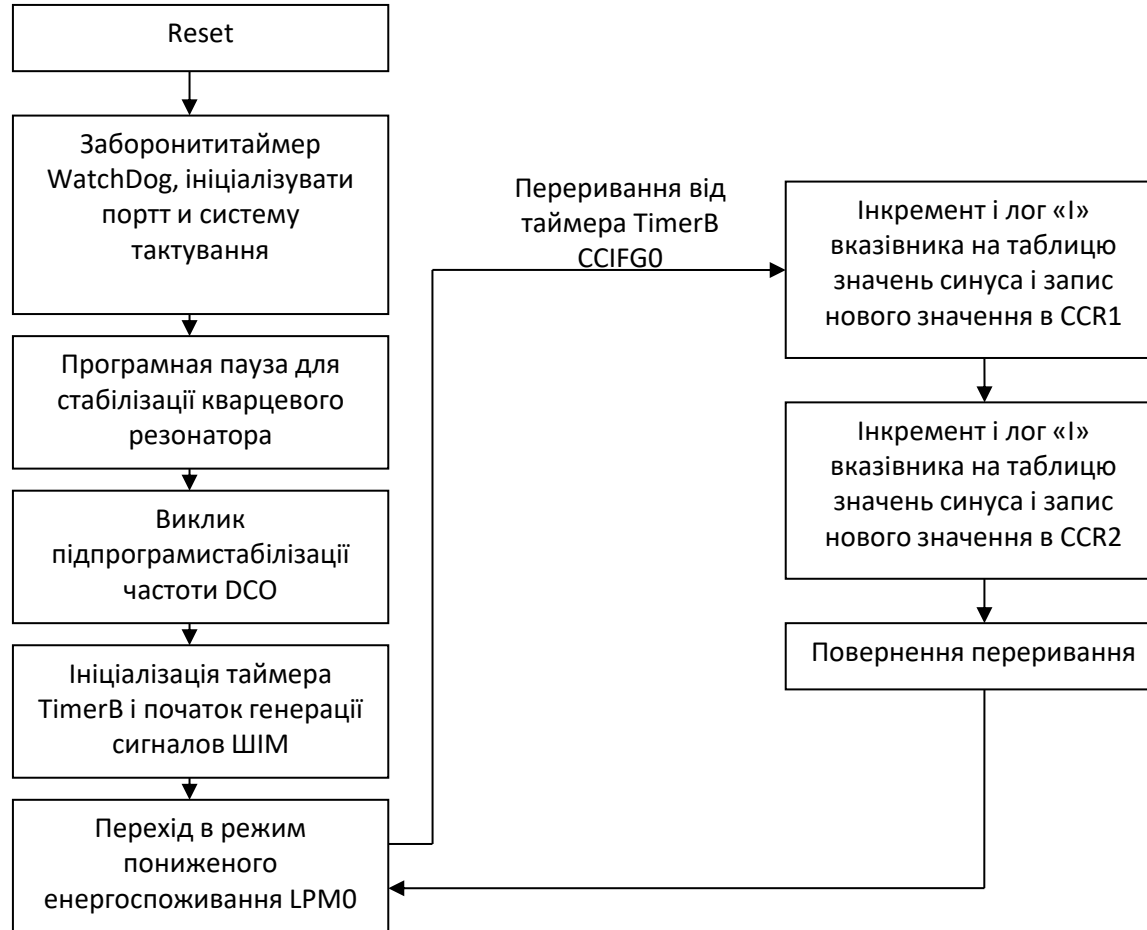 Reset
Заборонититаймер
WatchDog, ініціалізувати
портт и систему
тактування
Програмная пауза для
стабілізації кварцевого
резонатора
Виклик
підпрограмистабілізації
частоти DCO
Ініціалізація таймера
TimerB і початок генерації
сигналов ШІМ
Перехід в режим
пониженого
енергоспоживання LPM0
Переривання від
таймера TimerB
CCIFG0
Інкремент і лог «І»
вказівника на таблицю
значень синуса і запис
нового значення в CCR1
Інкремент і лог «І»
вказівника на таблицю
значень синуса і запис
нового значення в CCR2
Повернення переривання